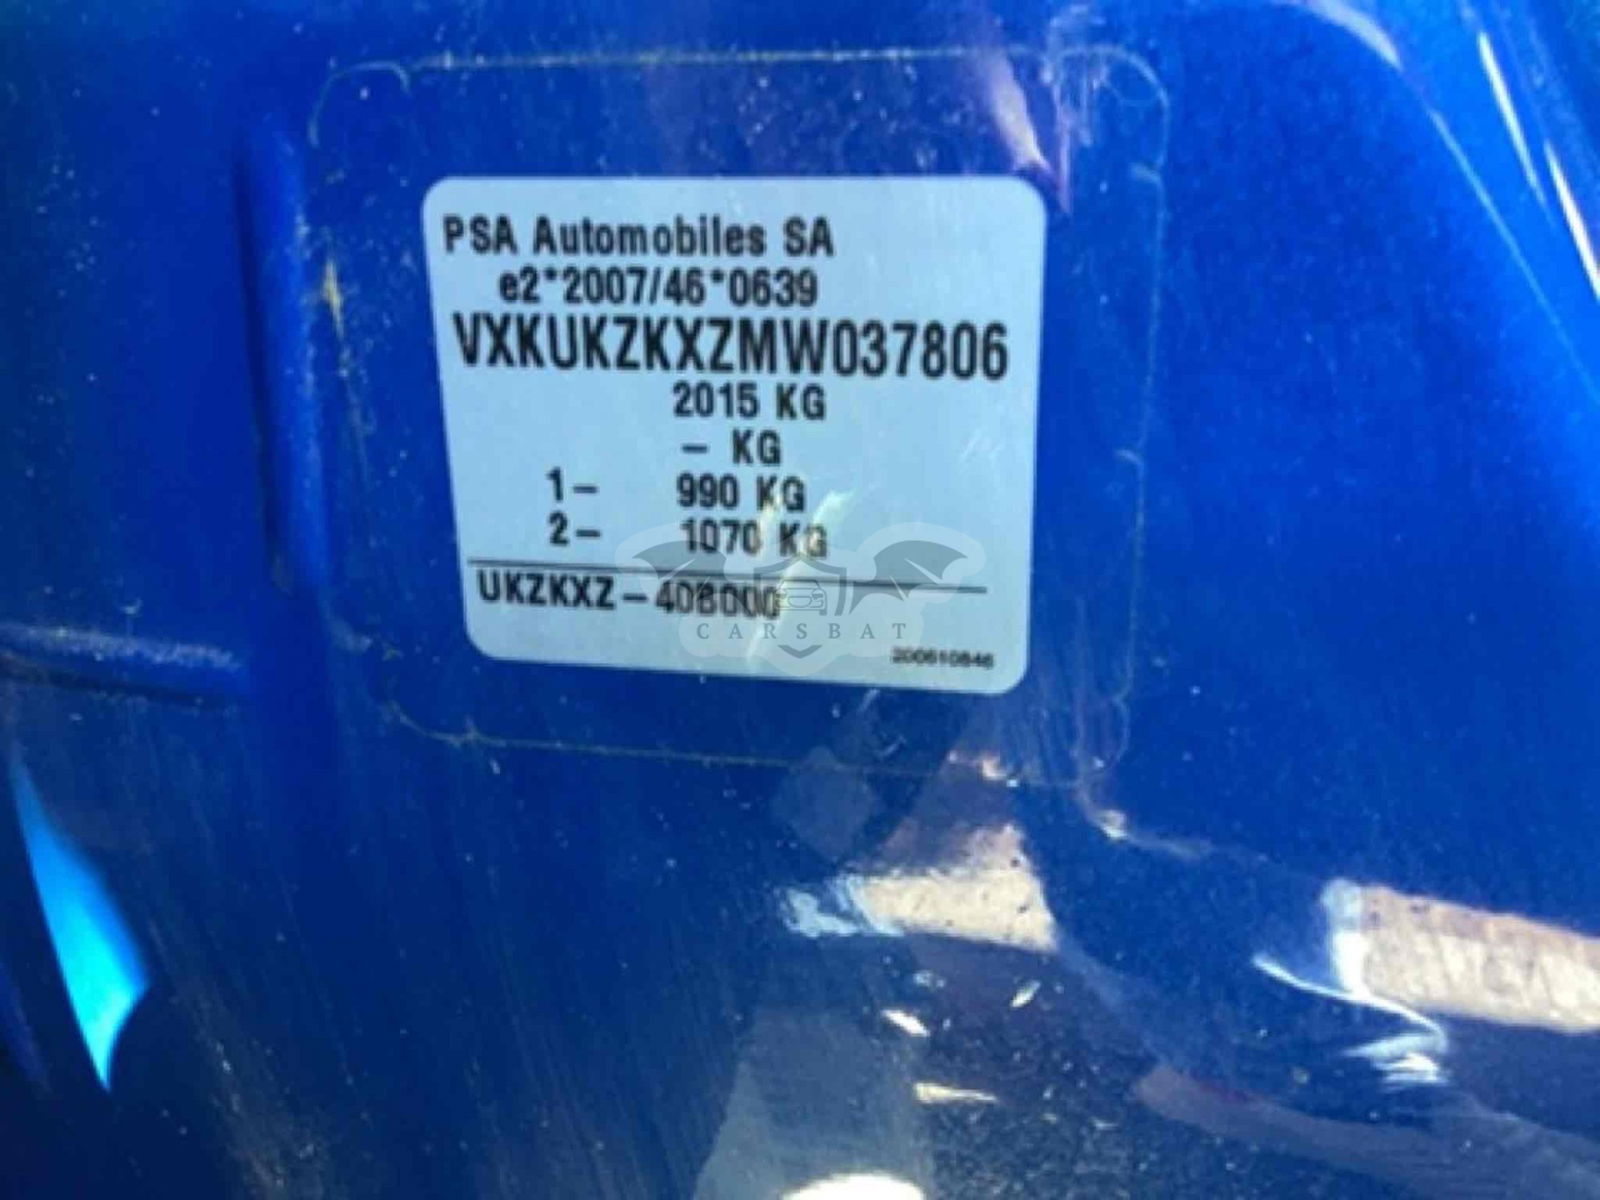 PSA Automobiles SA
e2*2007/46*0639
VXKUKZKXZMW037806
2015 KG
- KG
1- 990 KG
2- 1070 KG
UKZKXZ-40B000
CARSBAT
200610846